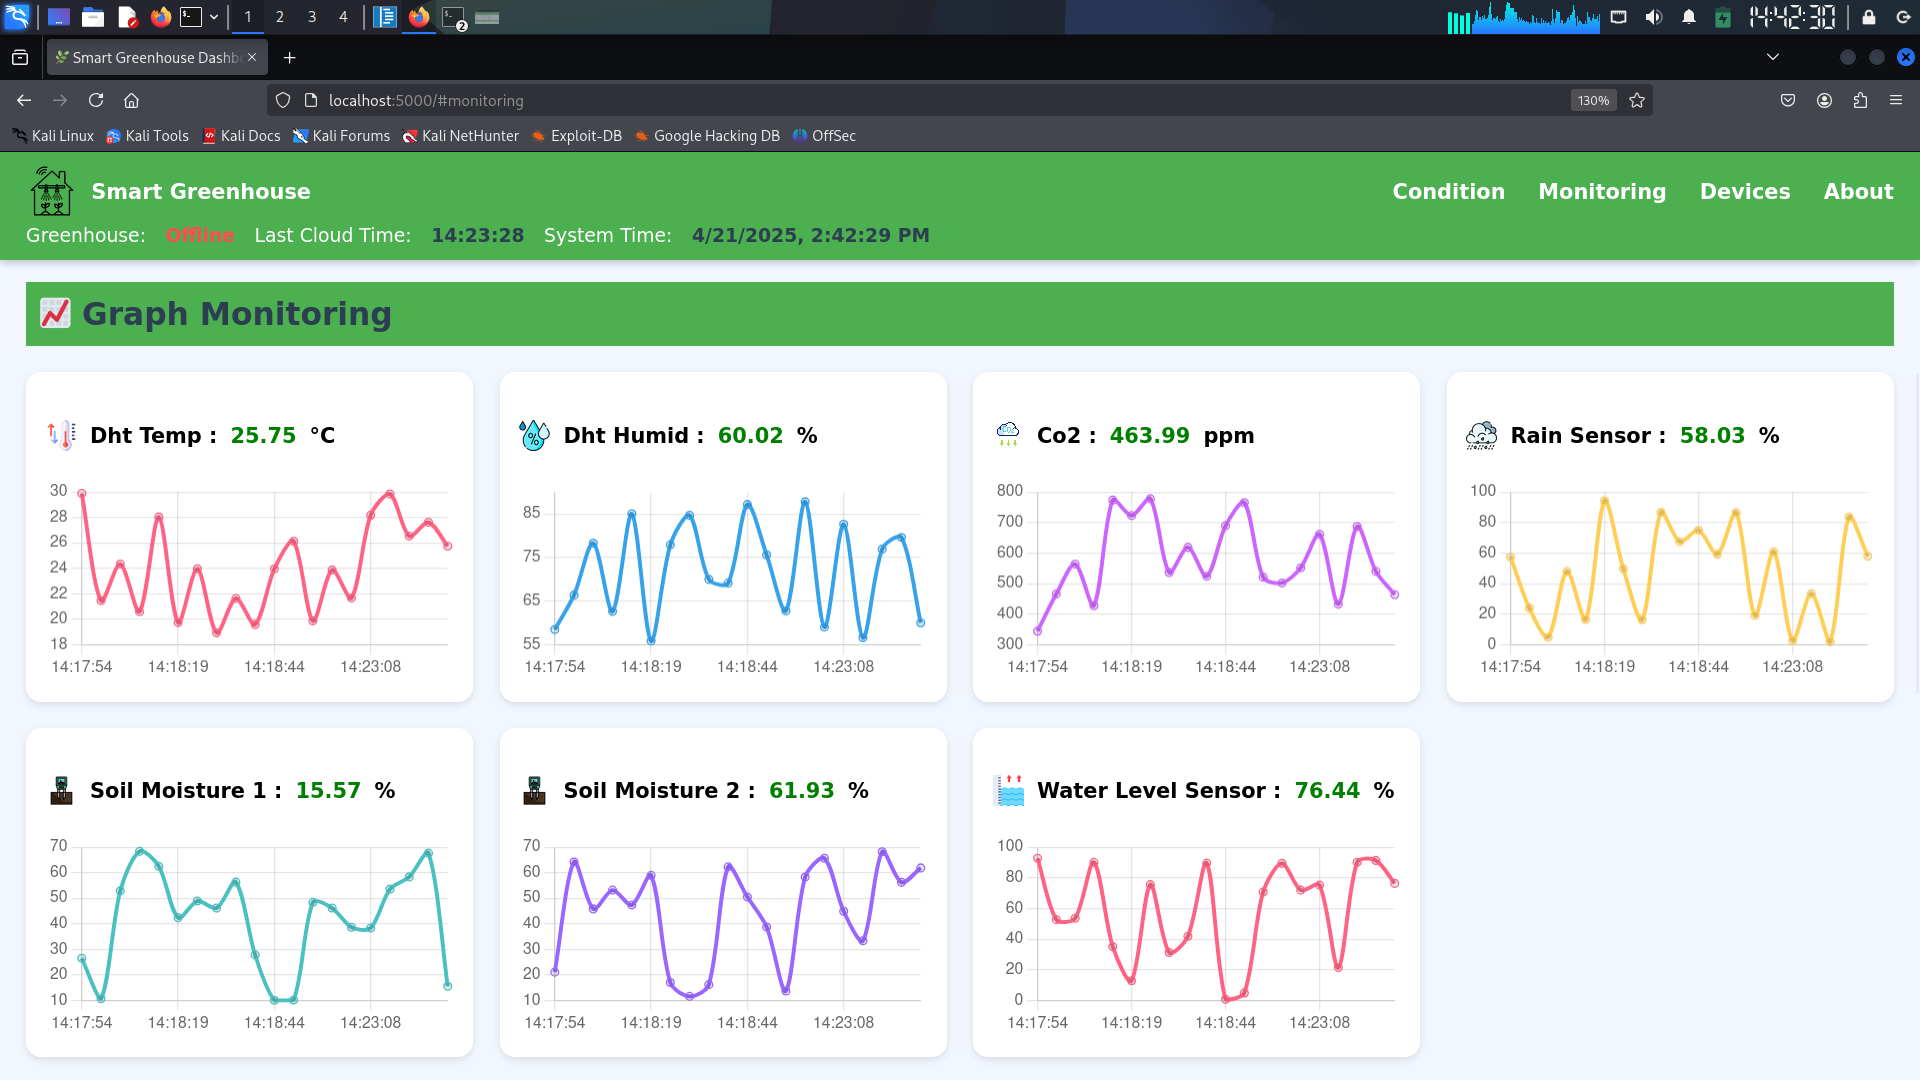 1 2 3 4 2 14:42:30
Smart Greenhouse Dashb
localhost:5000/#monitoring 130%
Kali Linux Kali Tools Kali Docs Kali Forums Kali NetHunter Exploit-DB Google Hacking DB OffSec
Smart Greenhouse Condition Monitoring Devices About
Greenhouse: Offline Last Cloud Time: 14:23:28 System Time: 4/21/2025, 2:42:29 PM
Graph Monitoring
Dht Temp : 25.75 °C
30
28
26
24
22
20
18
14:17:54 14:18:19 14:18:44 14:23:08
Dht Humid : 60.02 %
85
75
65
55
14:17:54 14:18:19 14:18:44 14:23:08
Co2 : 463.99 ppm
800
700
600
500
400
300
14:17:54 14:18:19 14:18:44 14:23:08
Rain Sensor : 58.03 %
100
80
60
40
20
0
14:17:54 14:18:19 14:18:44 14:23:08
Soil Moisture 1 : 15.57 %
70
60
50
40
30
20
10
14:17:54 14:18:19 14:18:44 14:23:08
Soil Moisture 2 : 61.93 %
70
60
50
40
30
20
10
14:17:54 14:18:19 14:18:44 14:23:08
Water Level Sensor : 76.44 %
100
80
60
40
20
0
14:17:54 14:18:19 14:18:44 14:23:08